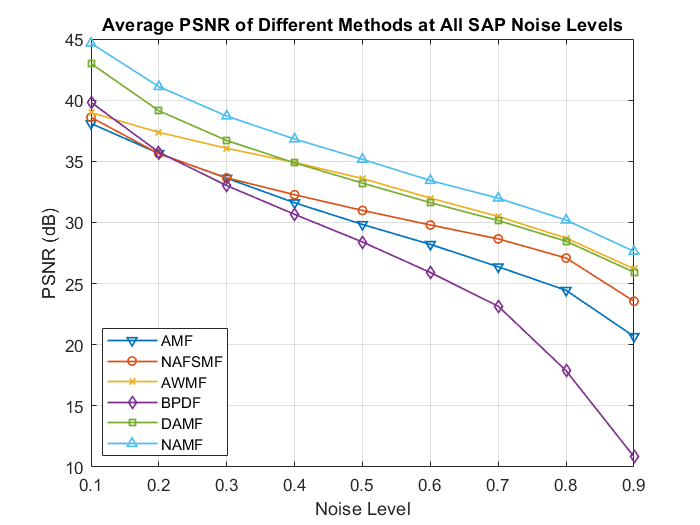 Average PSNR of Different Methods at All SAP Noise Levels
45
40
35
30
25
20
15
10
PSNR (dB)
AMF
NAFSMF
AWMF
BPDF
DAMF
NAMF
0.1 0.2 0.3 0.4 0.5 0.6 0.7 0.8 0.9
Noise Level